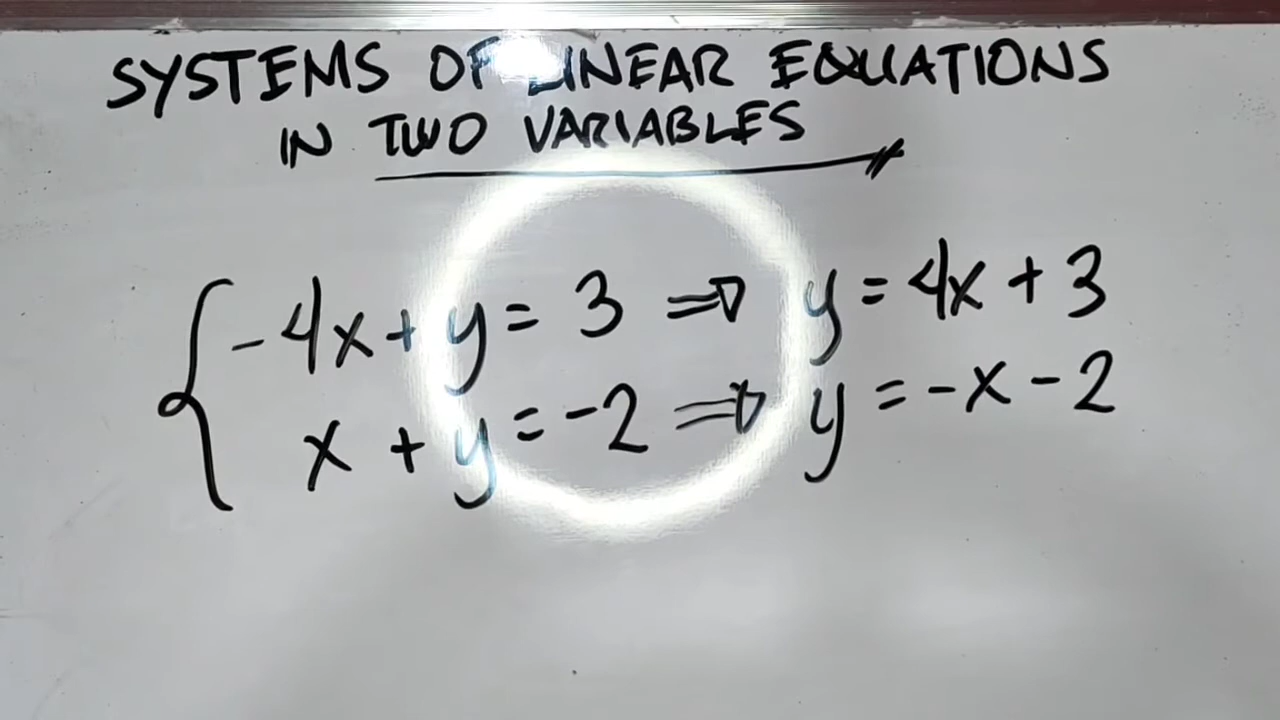 SYSTEMS OF LINEAR EQUATIONS
IN TWO VARIABLES
-4x + y = 3 ⇒ y = 4x + 3
x + y = -2 ⇒ y = -x - 2